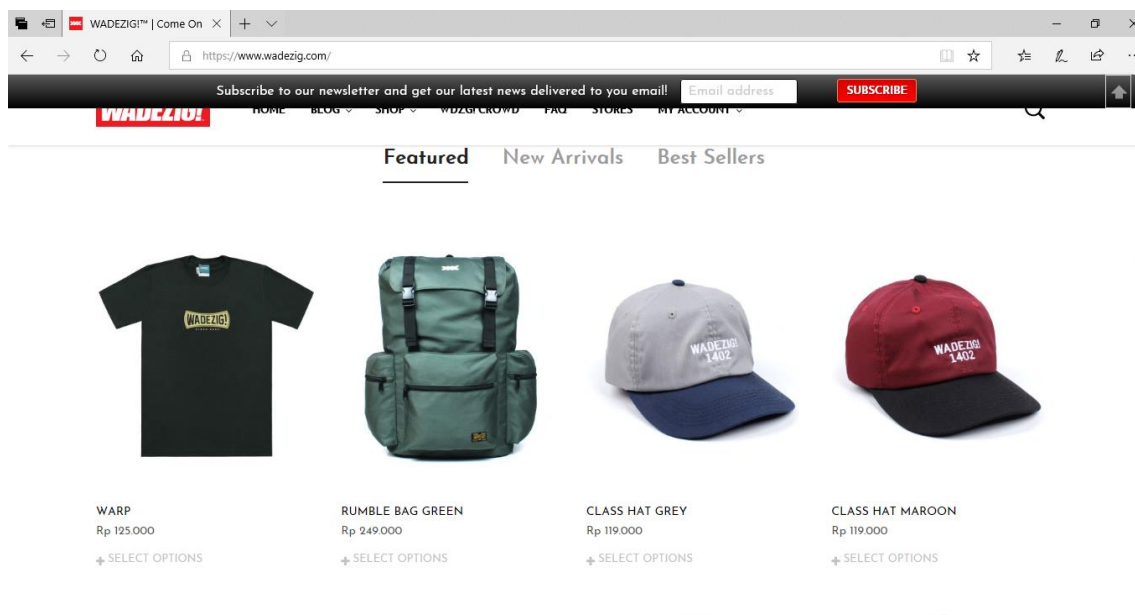 WADEZIG!™ | Come On
https://www.wadezig.com/
Subscribe to our newsletter and get our latest news delivered to you email! Email address SUBSCRIBE
WADEZIG! HOME BLOG SHOP WDZG! CROWD FAQ STORES MY ACCOUNT
Featured New Arrivals Best Sellers
WADEZIG!
WADEZIG!
1402
WADEZIG!
1402
WARP RUMBLE BAG GREEN CLASS HAT GREY CLASS HAT MAROON
Rp 125.000 Rp 249.000 Rp 119.000 Rp 119.000
+ SELECT OPTIONS + SELECT OPTIONS + SELECT OPTIONS + SELECT OPTIONS